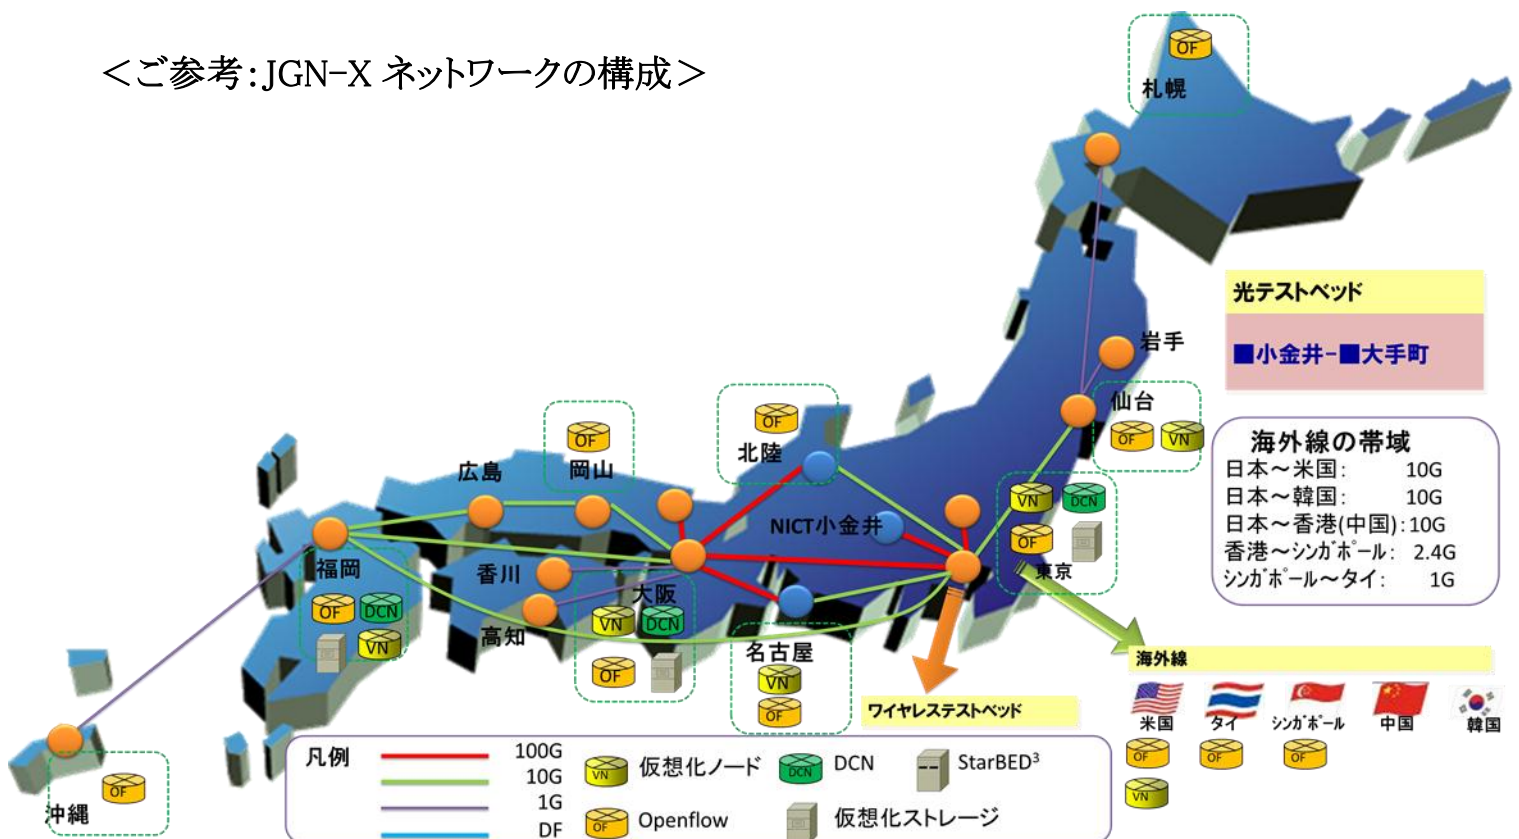 ＜ご参考：JGN-X ネットワークの構成＞
OF
札幌
光テストベッド
■小金井-■大手町
岩手
仙台
OF VN
海外線の帯域
日本～米国： 10G
日本～韓国： 10G
日本～香港(中国)：10G
香港～シンガポール： 2.4G
シンガポール～タイ： 1G
OF
北陸
OF
岡山
広島
NICT小金井
VN DCN
OF
東京
福岡
OF DCN
VN
香川
高知
大阪
VN DCN
OF
名古屋
VN
OF
ワイヤレステストベッド
海外線
米国 タイ シンガポール 中国 韓国
OF OF OF
VN
沖縄
OF
凡例
100G
10G
1G
DF
VN 仮想化ノード
DCN DCN
StarBED³
OF Openflow
仮想化ストレージ